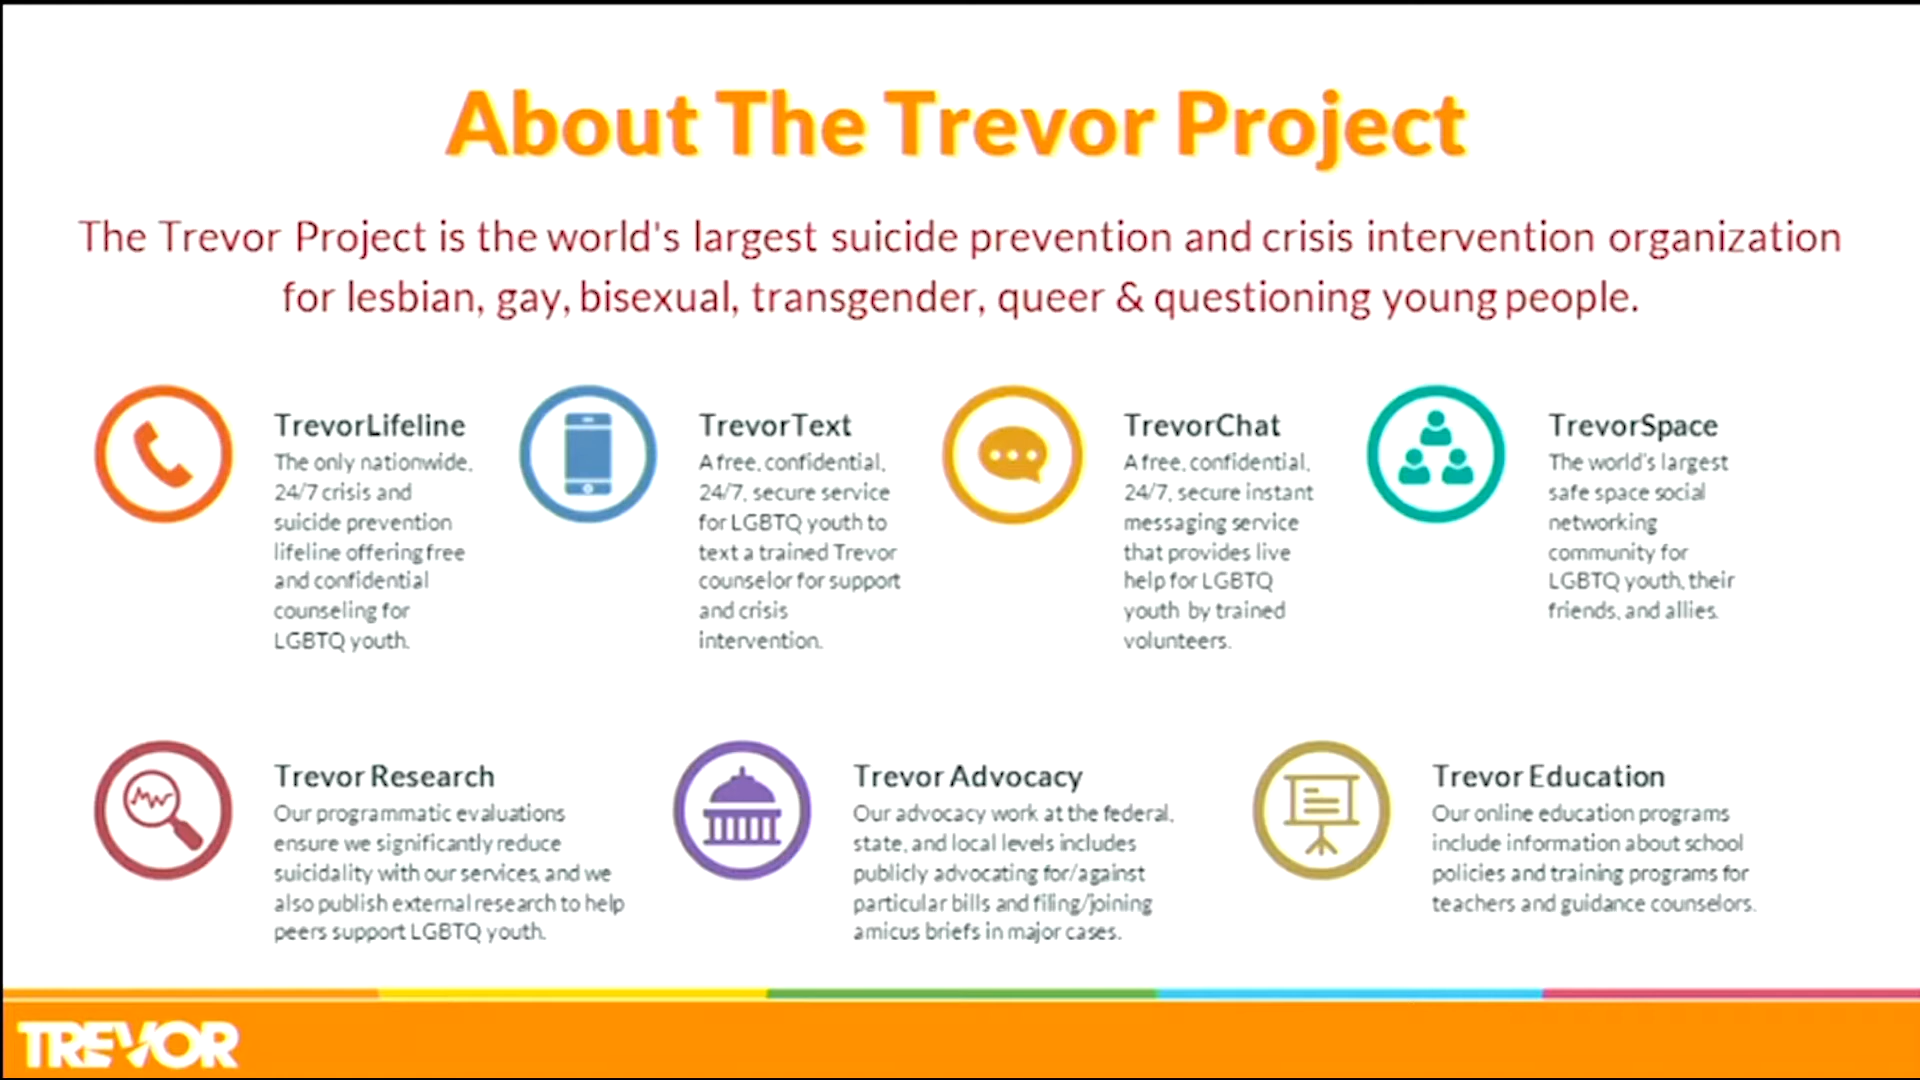 About The Trevor Project
The Trevor Project is the world's largest suicide prevention and crisis intervention organization
for lesbian, gay, bisexual, transgender, queer & questioning young people.
TrevorLifeline
The only nationwide,
24/7 crisis and
suicide prevention
lifeline offering free
and confidential
counseling for
LGBTQ youth.
TrevorText
A free, confidential,
24/7, secure service
for LGBTQ youth to
text a trained Trevor
counselor for support
and crisis
intervention.
TrevorChat
A free, confidential,
24/7, secure instant
messaging service
that provides live
help for LGBTQ
youth by trained
volunteers.
TrevorSpace
The world's largest
safe space social
networking
community for
LGBTQ youth, their
friends, and allies.
Trevor Research
Our programmatic evaluations
ensure we significantly reduce
suicidality with our services, and we
also publish external research to help
peers support LGBTQ youth.
Trevor Advocacy
Our advocacy work at the federal,
state, and local levels includes
publicly advocating for/against
particular bills and filing/joining
amicus briefs in major cases.
Trevor Education
Our online education programs
include information about school
policies and training programs for
teachers and guidance counselors.
TREVOR